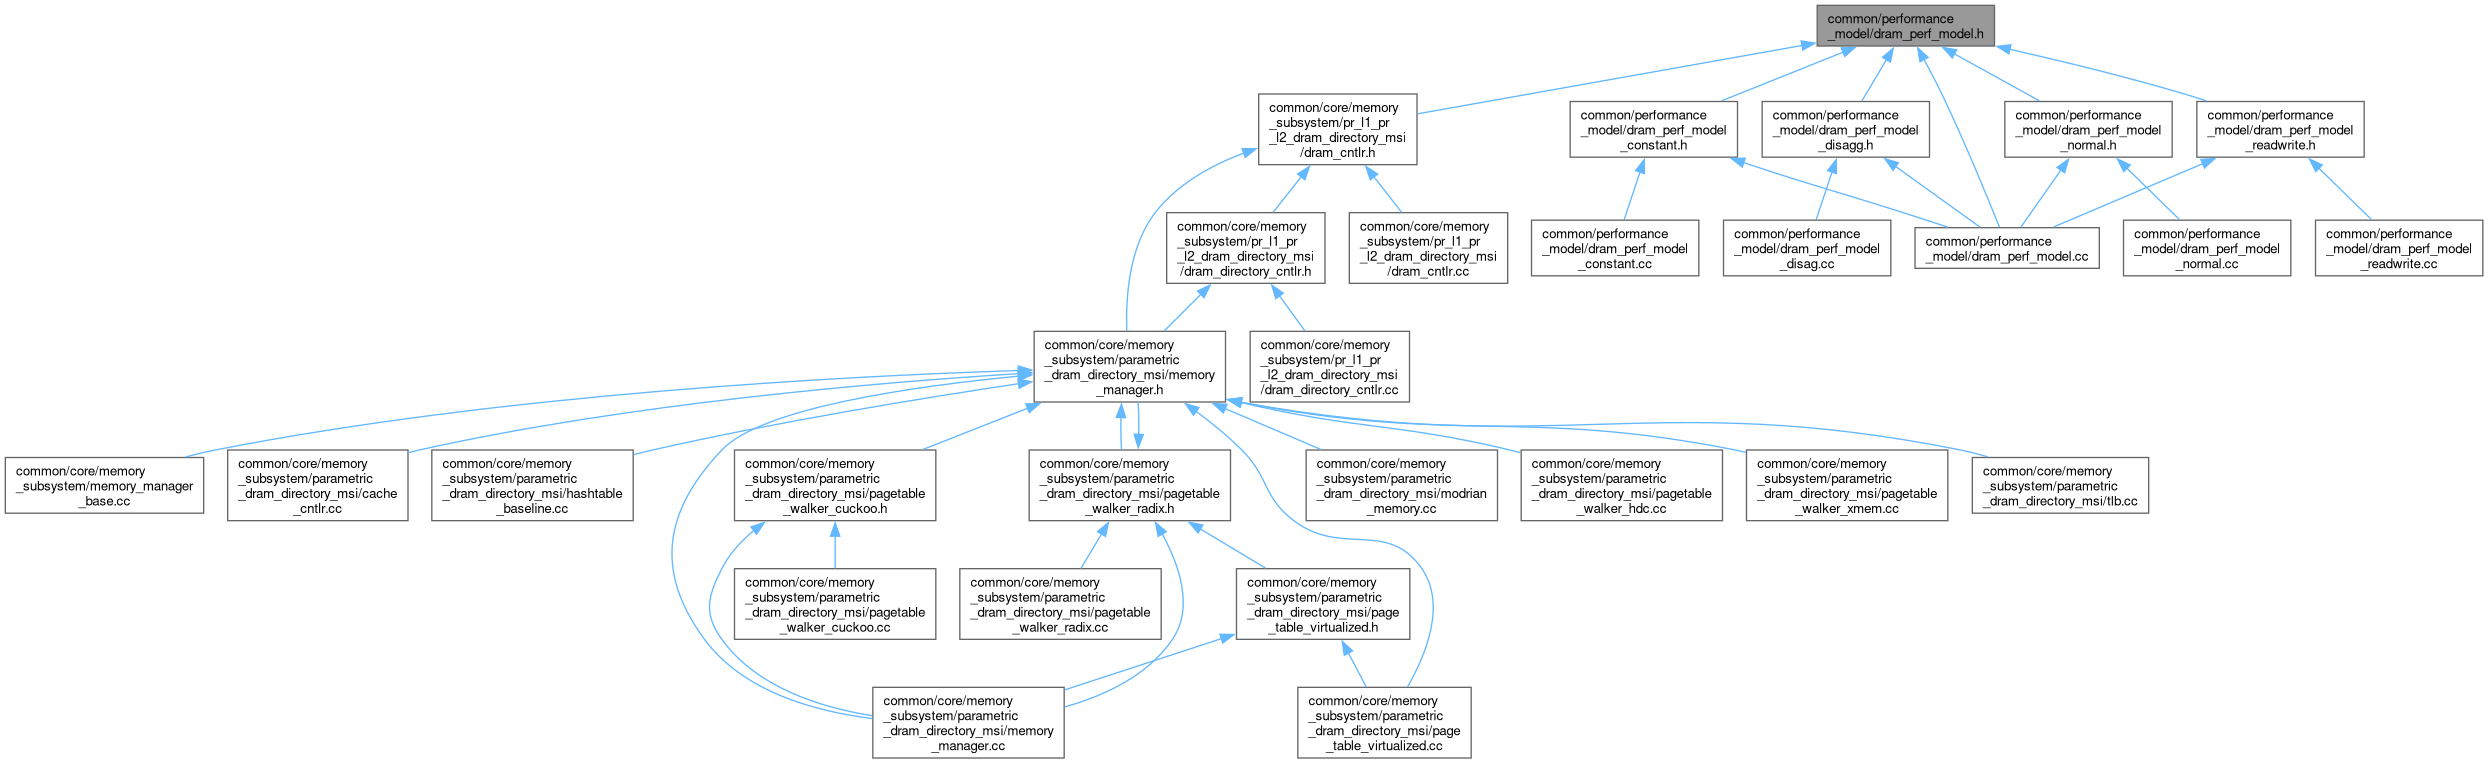 common/performance
_model/dram_perf_model.h
common/core/memory
_subsystem/pr_l1_pr
_l2_dram_directory_msi
/dram_cntlr.h
common/performance
_model/dram_perf_model
_constant.h
common/performance
_model/dram_perf_model
_disagg.h
common/performance
_model/dram_perf_model
_normal.h
common/performance
_model/dram_perf_model
_readwrite.h
common/core/memory
_subsystem/pr_l1_pr
_l2_dram_directory_msi
/dram_directory_cntlr.h
common/core/memory
_subsystem/pr_l1_pr
_l2_dram_directory_msi
/dram_cntlr.cc
common/performance
_model/dram_perf_model
_constant.cc
common/performance
_model/dram_perf_model
_disag.cc
common/performance
_model/dram_perf_model.cc
common/performance
_model/dram_perf_model
_normal.cc
common/performance
_model/dram_perf_model
_readwrite.cc
common/core/memory
_subsystem/parametric
_dram_directory_msi/memory
_manager.h
common/core/memory
_subsystem/pr_l1_pr
_l2_dram_directory_msi
/dram_directory_cntlr.cc
common/core/memory
_subsystem/memory_manager
_base.cc
common/core/memory
_subsystem/parametric
_dram_directory_msi/cache
_cntlr.cc
common/core/memory
_subsystem/parametric
_dram_directory_msi/hashtable
_baseline.cc
common/core/memory
_subsystem/parametric
_dram_directory_msi/pagetable
_walker_cuckoo.h
common/core/memory
_subsystem/parametric
_dram_directory_msi/pagetable
_walker_radix.h
common/core/memory
_subsystem/parametric
_dram_directory_msi/modrian
_memory.cc
common/core/memory
_subsystem/parametric
_dram_directory_msi/pagetable
_walker_hdc.cc
common/core/memory
_subsystem/parametric
_dram_directory_msi/pagetable
_walker_xmem.cc
common/core/memory
_subsystem/parametric
_dram_directory_msi/tlb.cc
common/core/memory
_subsystem/parametric
_dram_directory_msi/pagetable
_walker_cuckoo.cc
common/core/memory
_subsystem/parametric
_dram_directory_msi/pagetable
_walker_radix.cc
common/core/memory
_subsystem/parametric
_dram_directory_msi/page
_table_virtualized.h
common/core/memory
_subsystem/parametric
_dram_directory_msi/memory
_manager.cc
common/core/memory
_subsystem/parametric
_dram_directory_msi/page
_table_virtualized.cc